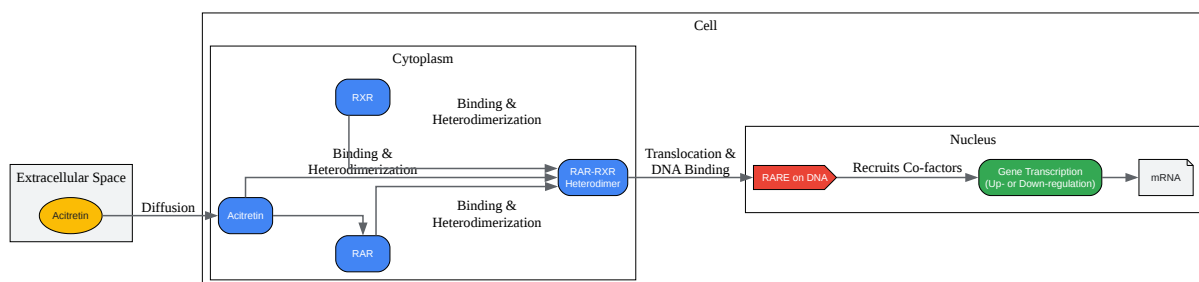 Cell
Cytoplasm
RXR
Binding &
Heterodimerization
Binding &
Heterodimerization
RAR-RXR
Heterodimer
Translocation &
DNA Binding
Nucleus
RARE on DNA
Recruits Co-factors
Gene Transcription
(Up- or Down-regulation)
mRNA
Extracellular Space
Acitretin
Diffusion
Acitretin
Binding &
Heterodimerization
RAR